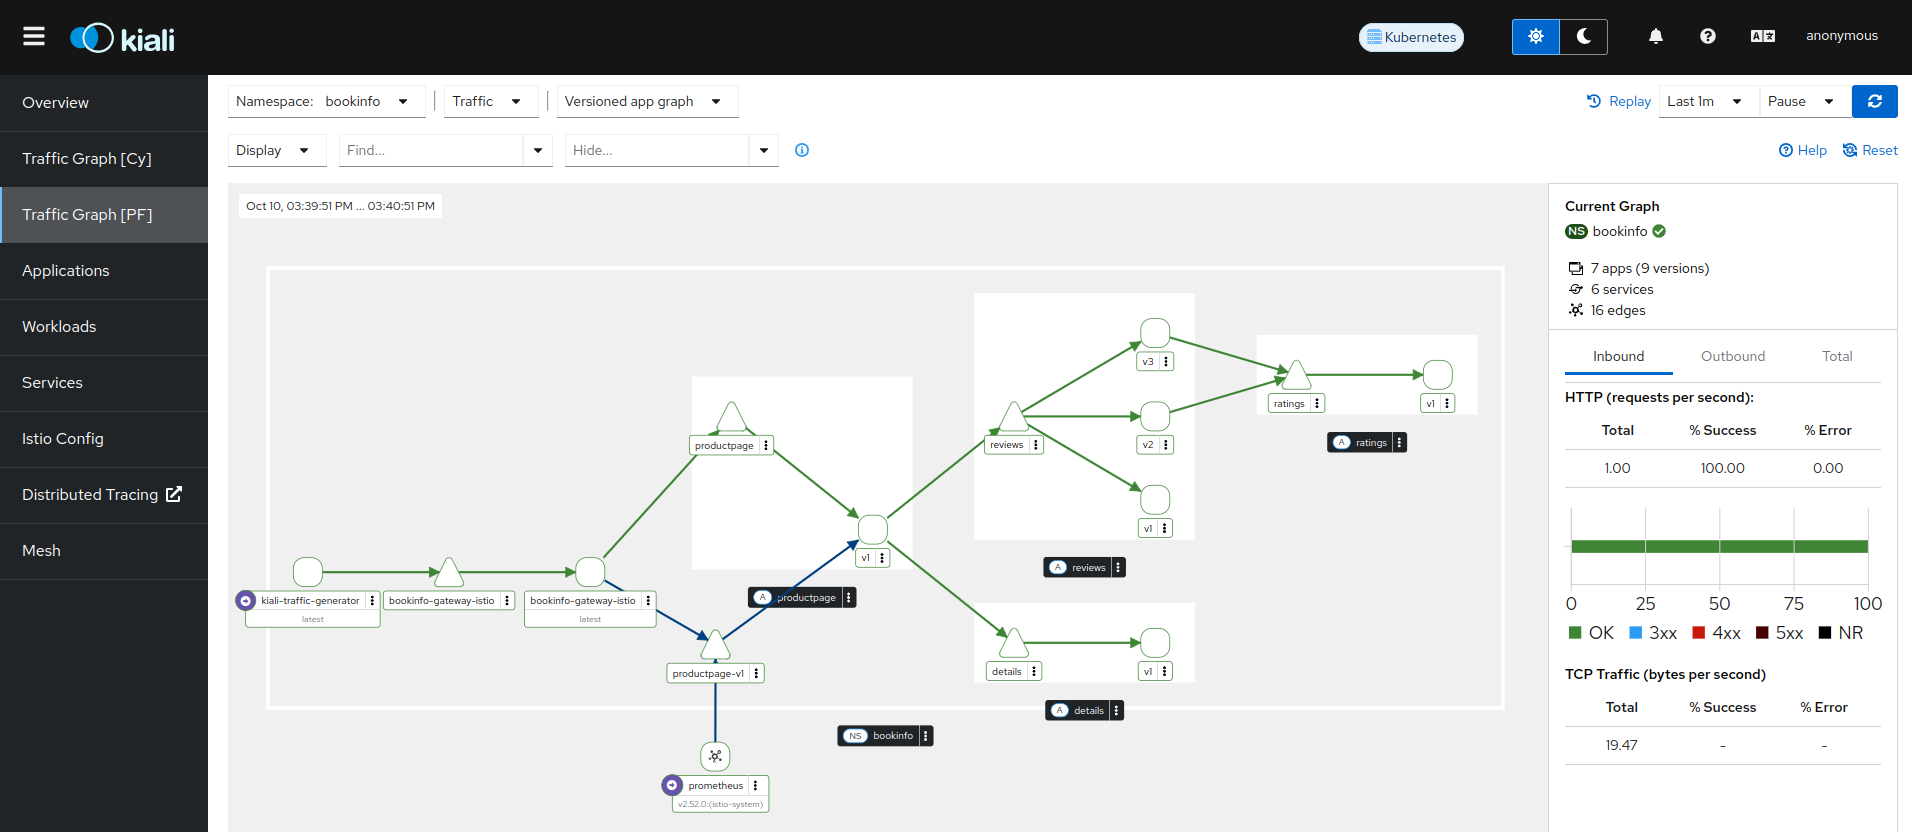 kiali
Kubernetes
anonymous
Overview
Traffic Graph [Cy]
Traffic Graph [PF]
Applications
Workloads
Services
Istio Config
Distributed Tracing
Mesh
Namespace: bookinfo
Traffic
Versioned app graph
Replay
Last 1m
Pause
Display
Find...
Hide...
Help
Reset
Oct 10, 03:39:51 PM ... 03:40:51 PM
v3
ratings
v1
productpage
reviews
v2
A ratings
v1
v1
A reviews
A productpage
kiali-traffic-generator
latest
bookinfo-gateway-istio
bookinfo-gateway-istio
latest
productpage-v1
details
v1
A details
NS bookinfo
prometheus
v2.52.0:(istio-system)
Current Graph
NS bookinfo
7 apps (9 versions)
6 services
16 edges
Inbound Outbound Total
HTTP (requests per second):
Total % Success % Error
1.00 100.00 0.00
0 25 50 75 100
OK 3xx 4xx 5xx NR
TCP Traffic (bytes per second)
Total % Success % Error
19.47 - -